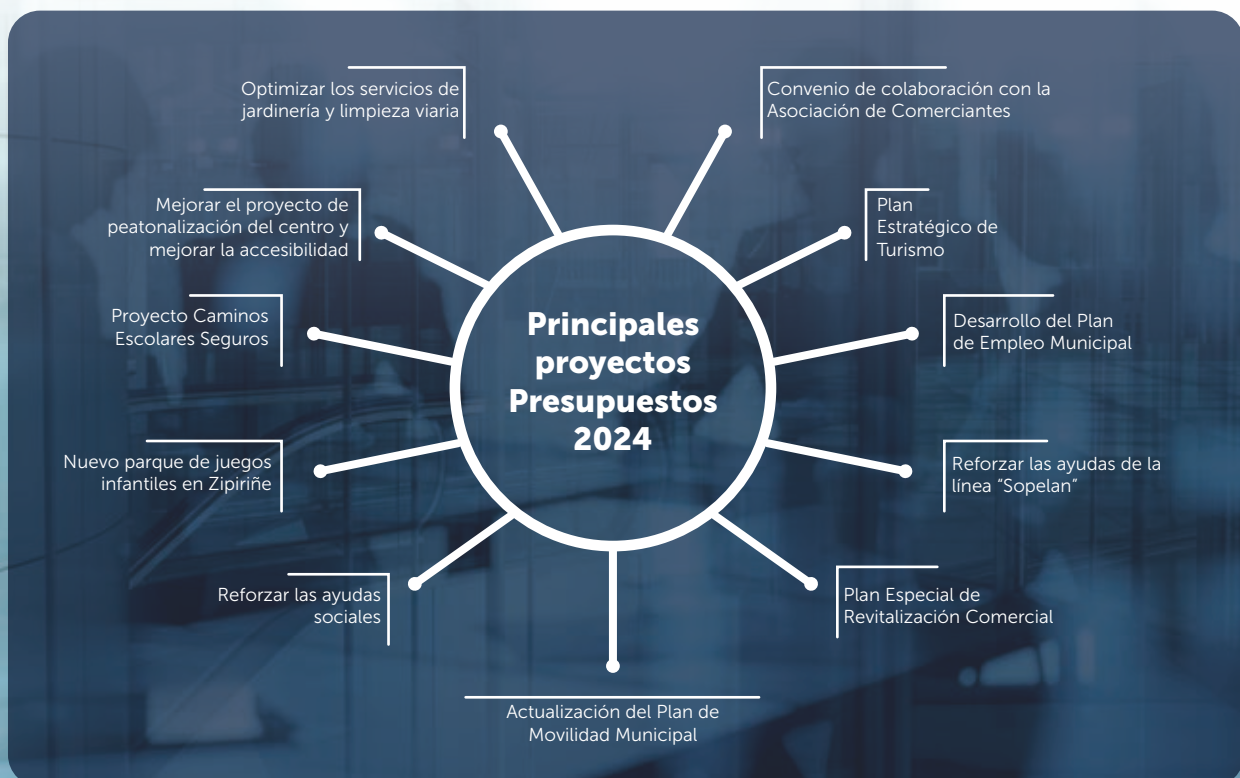 Optimizar los servicios de
jardinería y limpieza viaria
Convenio de colaboración con la
Asociación de Comerciantes
Mejorar el proyecto de
peatonalización del centro y
mejorar la accesibilidad
Plan
Estratégico de
Turismo
Proyecto Caminos
Escolares Seguros
Principales
proyectos
Presupuestos
2024
Desarrollo del Plan
de Empleo Municipal
Nuevo parque de juegos
infantiles en Zipiriñe
Reforzar las ayudas de la
línea “Sopelan”
Reforzar las ayudas
sociales
Plan Especial de
Revitalización Comercial
Actualización del Plan de
Movilidad Municipal